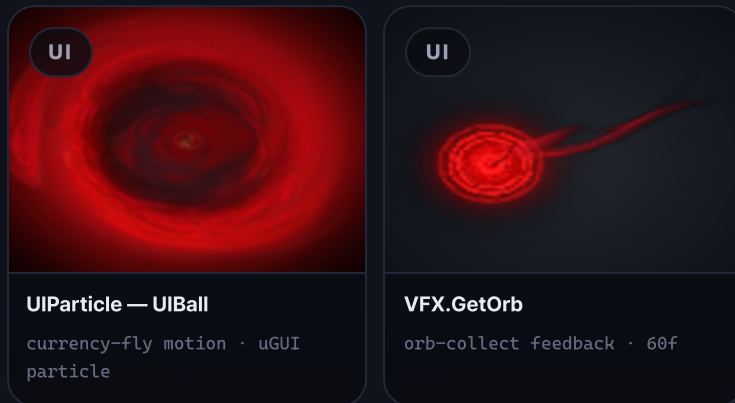 UI
UI
UIParticle — UIBall
currency-fly motion · uGUI
particle
VFX.GetOrb
orb-collect feedback · 60f